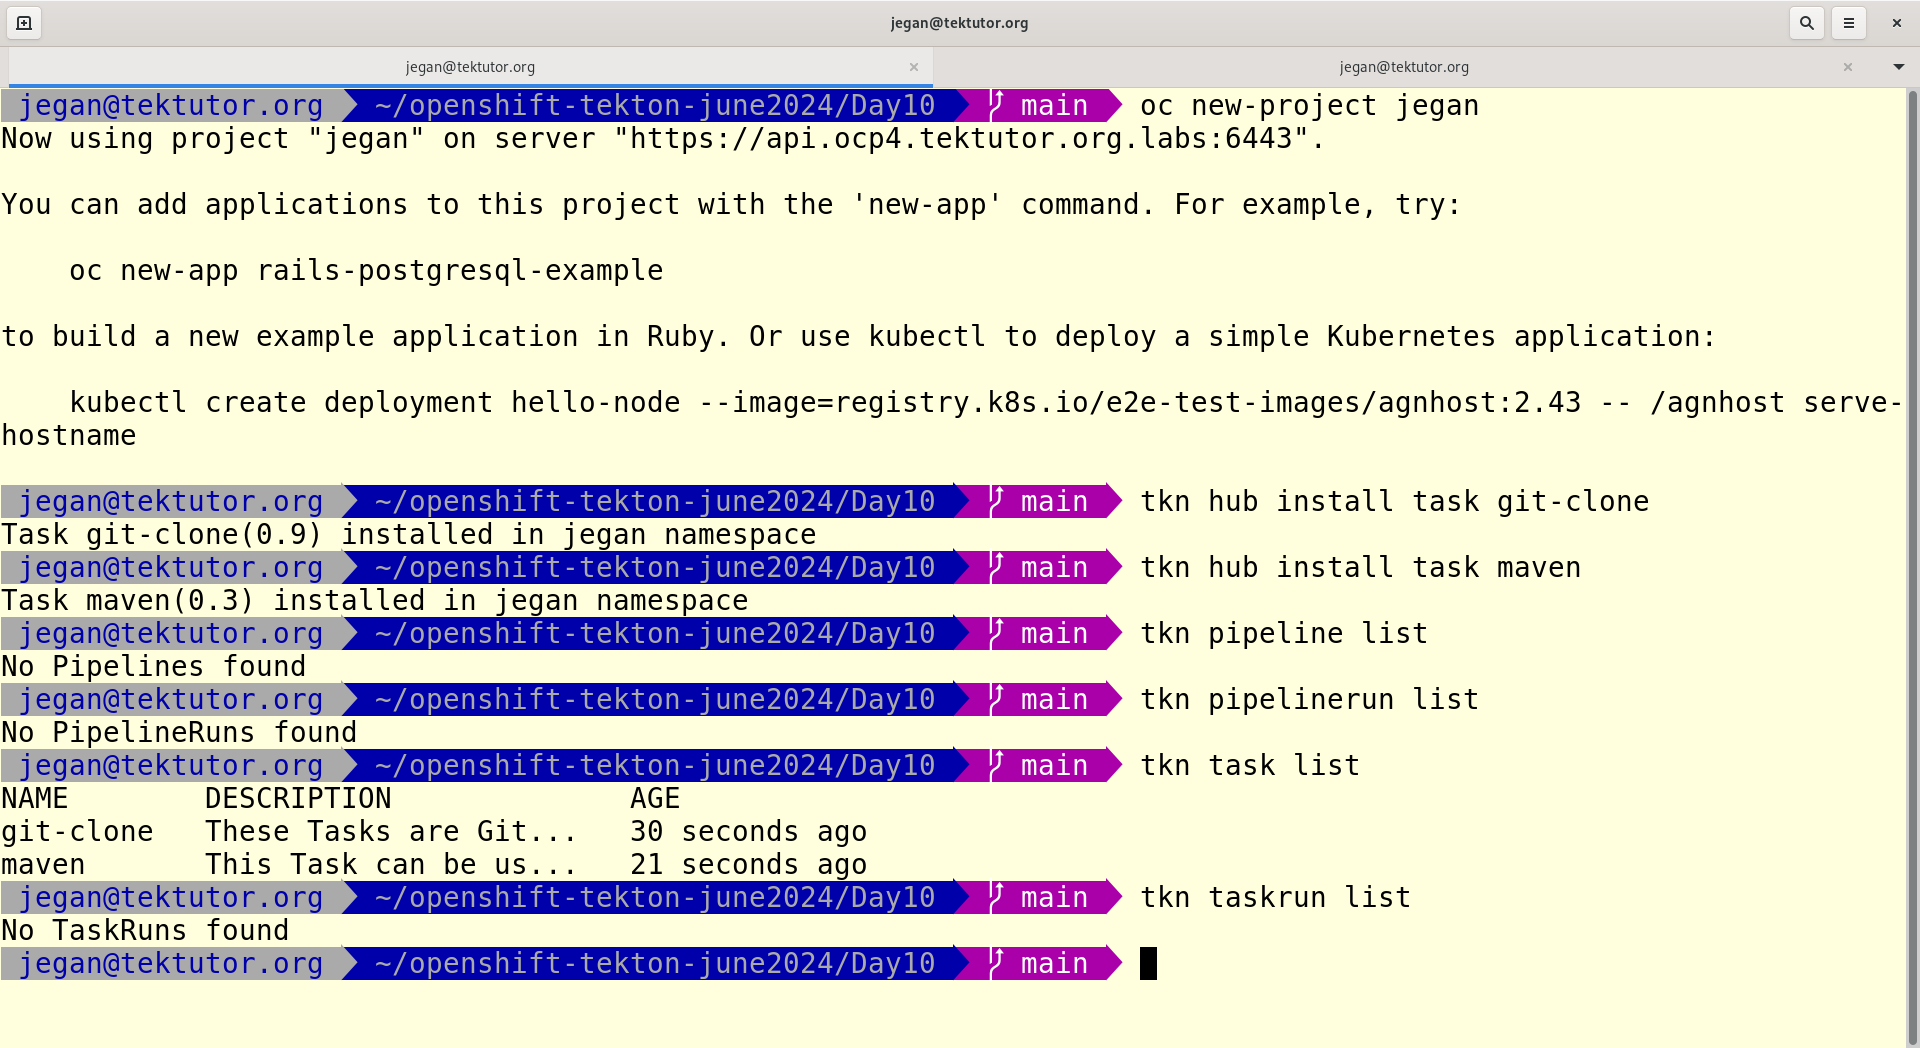 jegan@tektutor.org
jegan@tektutor.org jegan@tektutor.org
jegan@tektutor.org ~/openshift-tekton-june2024/Day10 main oc new-project jegan
Now using project "jegan" on server "https://api.ocp4.tektutor.org.labs:6443".
You can add applications to this project with the 'new-app' command. For example, try:
oc new-app rails-postgresql-example
to build a new example application in Ruby. Or use kubectl to deploy a simple Kubernetes application:
kubectl create deployment hello-node --image=registry.k8s.io/e2e-test-images/agnhost:2.43 -- /agnhost serve-
hostname
jegan@tektutor.org ~/openshift-tekton-june2024/Day10 main tkn hub install task git-clone
Task git-clone(0.9) installed in jegan namespace
jegan@tektutor.org ~/openshift-tekton-june2024/Day10 main tkn hub install task maven
Task maven(0.3) installed in jegan namespace
jegan@tektutor.org ~/openshift-tekton-june2024/Day10 main tkn pipeline list
No Pipelines found
jegan@tektutor.org ~/openshift-tekton-june2024/Day10 main tkn pipelinerun list
No PipelineRuns found
jegan@tektutor.org ~/openshift-tekton-june2024/Day10 main tkn task list
NAME DESCRIPTION AGE
git-clone These Tasks are Git... 30 seconds ago
maven This Task can be us... 21 seconds ago
jegan@tektutor.org ~/openshift-tekton-june2024/Day10 main tkn taskrun list
No TaskRuns found
jegan@tektutor.org ~/openshift-tekton-june2024/Day10 main